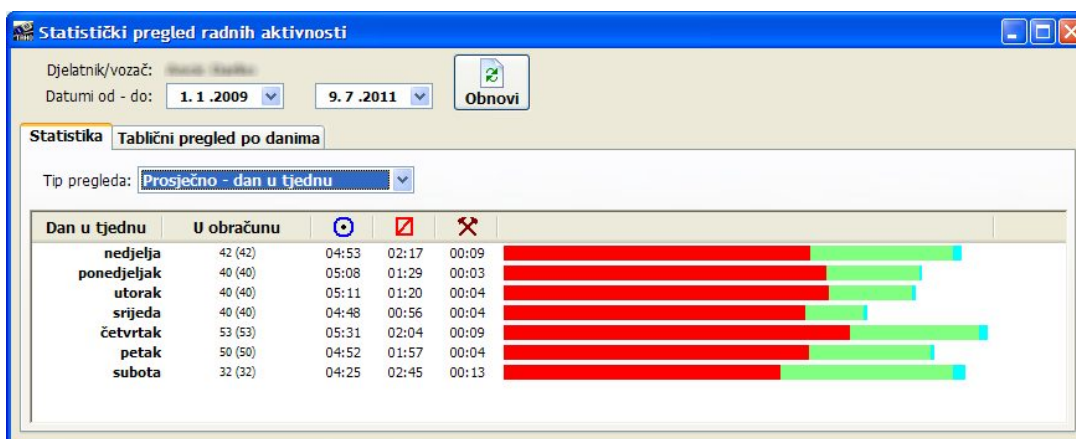 Statistički pregled radnih aktivnosti
Djelatnik/vozač:
Datumi od - do: 1. 1 .2009 9. 7 .2011 Obnovi
Statistika Tablični pregled po danima
Tip pregleda: Prosječno - dan u tjednu
Dan u tjednu U obračunu
nedjelja 42 (42) 04:53 02:17 00:09
ponedjeljak 40 (40) 05:08 01:29 00:03
utorak 40 (40) 05:11 01:20 00:04
srijeda 40 (40) 04:48 00:56 00:04
četvrtak 53 (53) 05:31 02:04 00:09
petak 50 (50) 04:52 01:57 00:04
subota 32 (32) 04:25 02:45 00:13